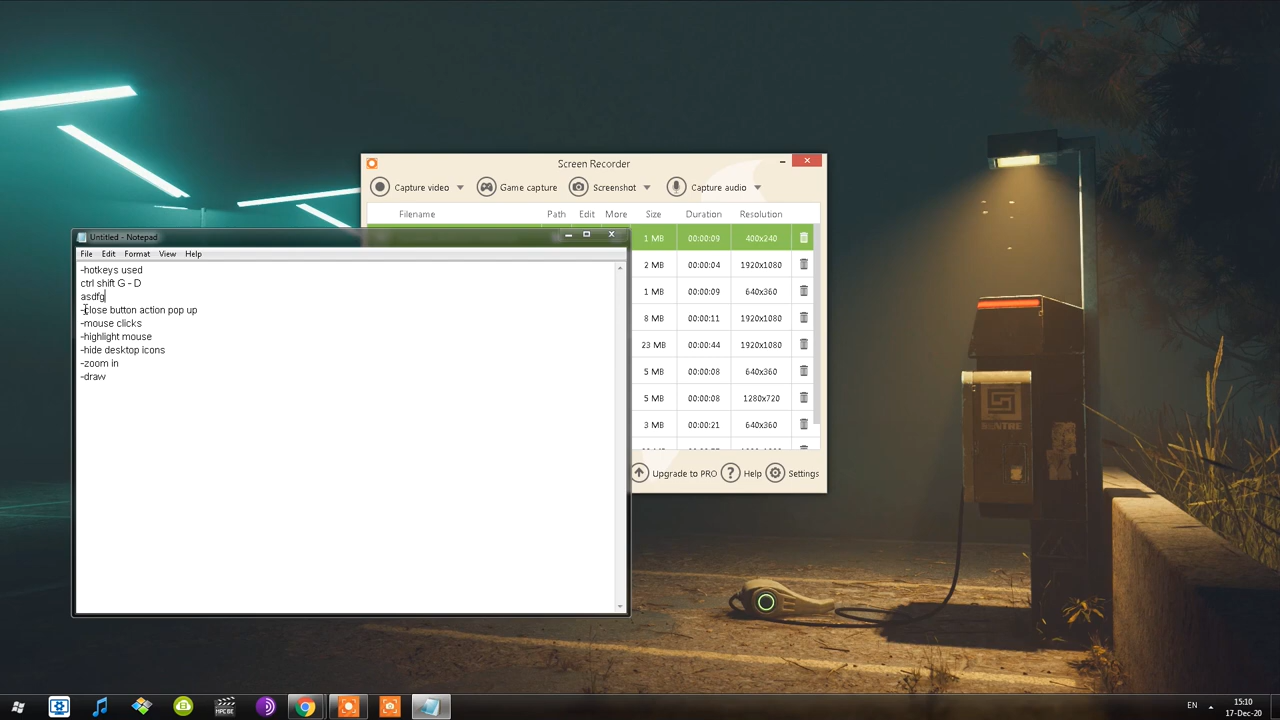 Screen Recorder
Capture video
Game capture
Screenshot
Capture audio
Filename Path Edit More Size Duration Resolution
1 MB 00:00:09 400x240
2 MB 00:00:04 1920x1080
1 MB 00:00:09 640x360
8 MB 00:00:11 1920x1080
23 MB 00:00:44 1920x1080
5 MB 00:00:08 640x360
5 MB 00:00:08 1280x720
3 MB 00:00:21 640x360
Upgrade to PRO Help Settings
Untitled - Notepad
File Edit Format View Help
-hotkeys used
ctrl shift G - D
asdfg
-close button action pop up
-mouse clicks
-highlight mouse
-hide desktop icons
-zoom in
-draw
EN
15:10
17-Dec-20